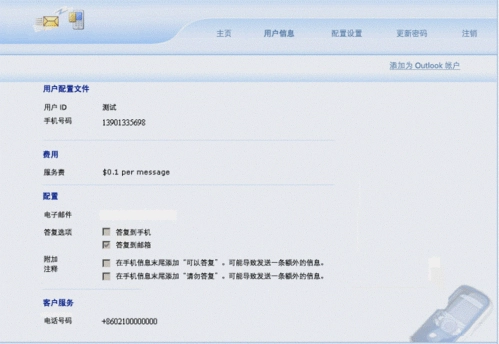 主页 用户信息 配置设置 更新密码 注销
添加为 Outlook 帐户
用户配置文件
用户 ID 测试
手机号码 13901335698
费用
服务费 $0.1 per message
配置
电子邮件
答复选项 答复到手机
答复到邮箱
附加 在手机信息末尾添加“可以答复”。可能导致发送一条额外的信息。
注释 在手机信息末尾添加“请勿答复”。可能导致发送一条额外的信息。
客户服务
电话号码 +8602100000000